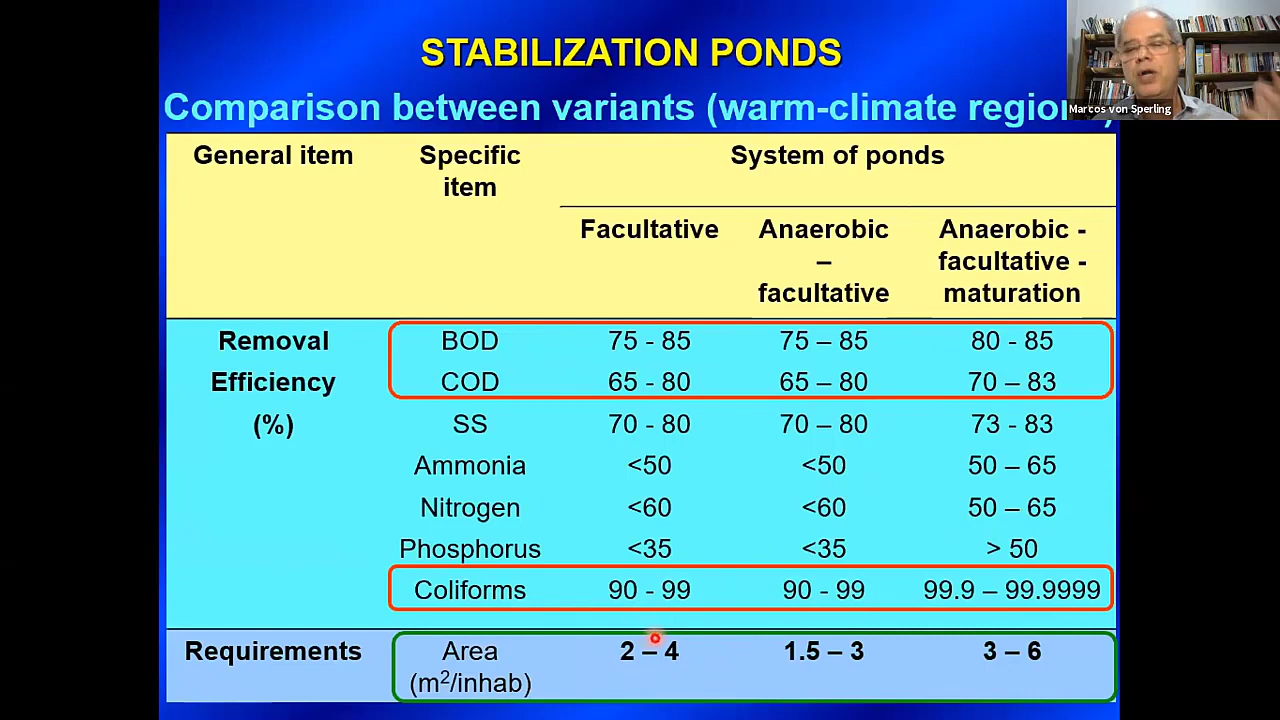 STABILIZATION PONDS
Comparison between variants (warm-climate region
Marcos von Sperling
General item Specific item System of ponds
Facultative Anaerobic – facultative Anaerobic - facultative - maturation
Removal BOD 75 - 85 75 – 85 80 - 85
Efficiency COD 65 - 80 65 – 80 70 – 83
(%) SS 70 - 80 70 – 80 73 - 83
Ammonia <50 <50 50 – 65
Nitrogen <60 <60 50 – 65
Phosphorus <35 <35 > 50
Coliforms 90 - 99 90 - 99 99.9 – 99.9999
Requirements Area (m²/inhab) 2 – 4 1.5 – 3 3 – 6